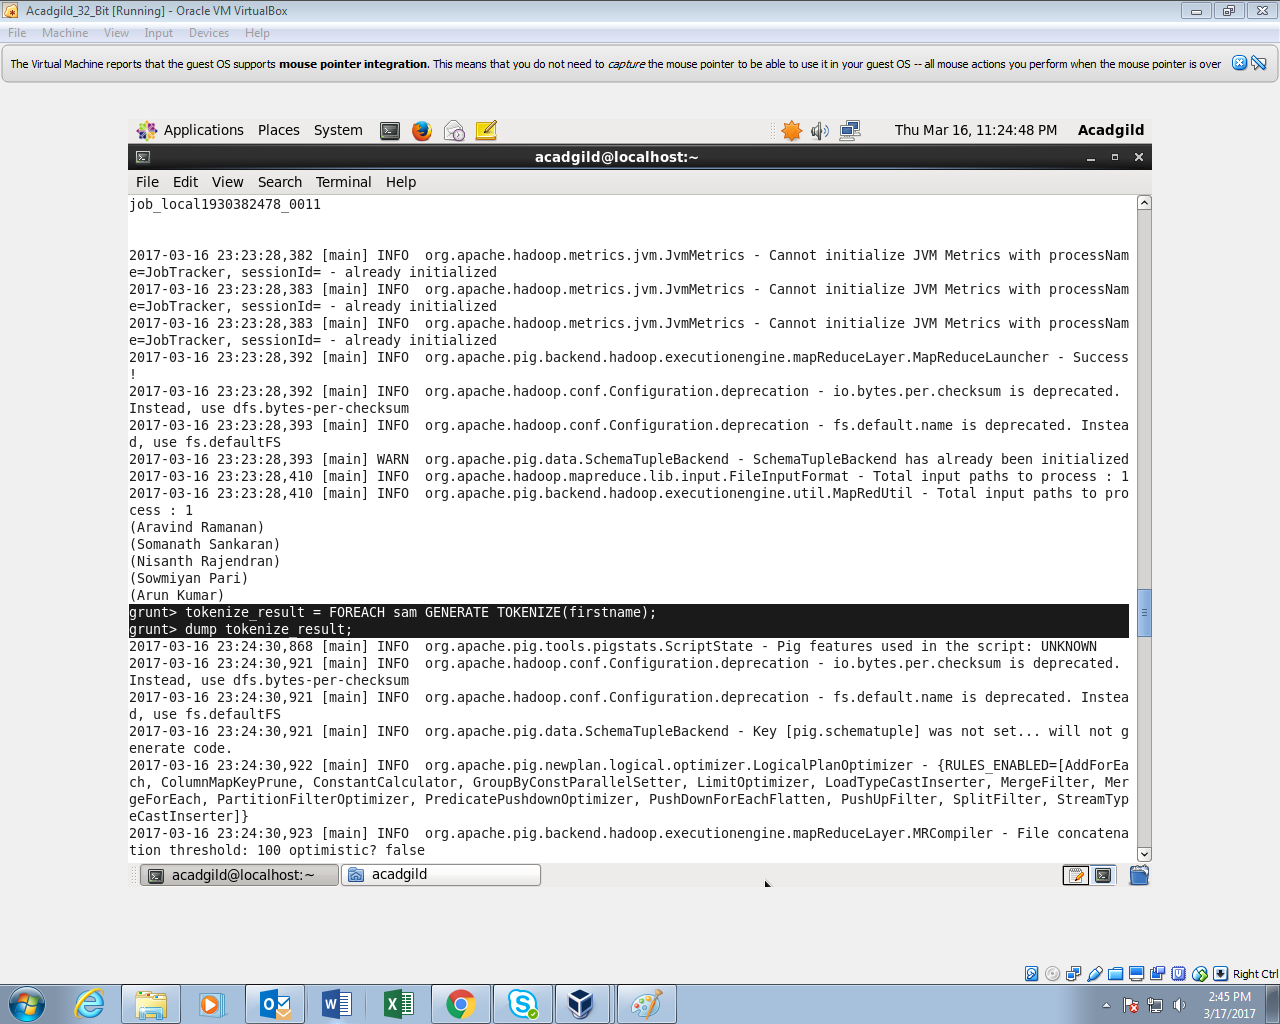 Acadgild_32_Bit [Running] - Oracle VM VirtualBox
File Machine View Input Devices Help
The Virtual Machine reports that the guest OS supports mouse pointer integration. This means that you do not need to capture the mouse pointer to be able to use it in your guest OS -- all mouse actions you perform when the mouse pointer is over
Applications Places System Thu Mar 16, 11:24:48 PM Acadgild
acadgild@localhost:~
File Edit View Search Terminal Help
job_local1930382478_0011
2017-03-16 23:23:28,382 [main] INFO  org.apache.hadoop.metrics.jvm.JvmMetrics - Cannot initialize JVM Metrics with processNam
e=JobTracker, sessionId= - already initialized
2017-03-16 23:23:28,383 [main] INFO  org.apache.hadoop.metrics.jvm.JvmMetrics - Cannot initialize JVM Metrics with processNam
e=JobTracker, sessionId= - already initialized
2017-03-16 23:23:28,383 [main] INFO  org.apache.hadoop.metrics.jvm.JvmMetrics - Cannot initialize JVM Metrics with processNam
e=JobTracker, sessionId= - already initialized
2017-03-16 23:23:28,392 [main] INFO  org.apache.pig.backend.hadoop.executionengine.mapReduceLayer.MapReduceLauncher - Success
!
2017-03-16 23:23:28,392 [main] INFO  org.apache.hadoop.conf.Configuration.deprecation - io.bytes.per.checksum is deprecated.
Instead, use dfs.bytes-per-checksum
2017-03-16 23:23:28,393 [main] INFO  org.apache.hadoop.conf.Configuration.deprecation - fs.default.name is deprecated. Instea
d, use fs.defaultFS
2017-03-16 23:23:28,393 [main] WARN  org.apache.pig.data.SchemaTupleBackend - SchemaTupleBackend has already been initialized
2017-03-16 23:23:28,410 [main] INFO  org.apache.hadoop.mapreduce.lib.input.FileInputFormat - Total input paths to process : 1
2017-03-16 23:23:28,410 [main] INFO  org.apache.pig.backend.hadoop.executionengine.util.MapRedUtil - Total input paths to pro
cess : 1
(Aravind Ramanan)
(Somanath Sankaran)
(Nisanth Rajendran)
(Sowmiyan Pari)
(Arun Kumar)
grunt> tokenize_result = FOREACH sam GENERATE TOKENIZE(firstname);
grunt> dump tokenize_result;
2017-03-16 23:24:30,868 [main] INFO  org.apache.pig.tools.pigstats.ScriptState - Pig features used in the script: UNKNOWN
2017-03-16 23:24:30,921 [main] INFO  org.apache.hadoop.conf.Configuration.deprecation - io.bytes.per.checksum is deprecated.
Instead, use dfs.bytes-per-checksum
2017-03-16 23:24:30,921 [main] INFO  org.apache.hadoop.conf.Configuration.deprecation - fs.default.name is deprecated. Instea
d, use fs.defaultFS
2017-03-16 23:24:30,921 [main] INFO  org.apache.pig.data.SchemaTupleBackend - Key [pig.schematuple] was not set... will not g
enerate code.
2017-03-16 23:24:30,922 [main] INFO  org.apache.pig.newplan.logical.optimizer.LogicalPlanOptimizer - {RULES_ENABLED=[AddForEa
ch, ColumnMapKeyPrune, ConstantCalculator, GroupByConstParallelSetter, LimitOptimizer, LoadTypeCastInserter, MergeFilter, Mer
geForEach, PartitionFilterOptimizer, PredicatePushdownOptimizer, PushDownForEachFlatten, PushUpFilter, SplitFilter, StreamTyp
eCastInserter]}
2017-03-16 23:24:30,923 [main] INFO  org.apache.pig.backend.hadoop.executionengine.mapReduceLayer.MRCompiler - File concatena
tion threshold: 100 optimistic? false
acadgild@localhost:~ acadgild
Right Ctrl
2:45 PM
3/17/2017